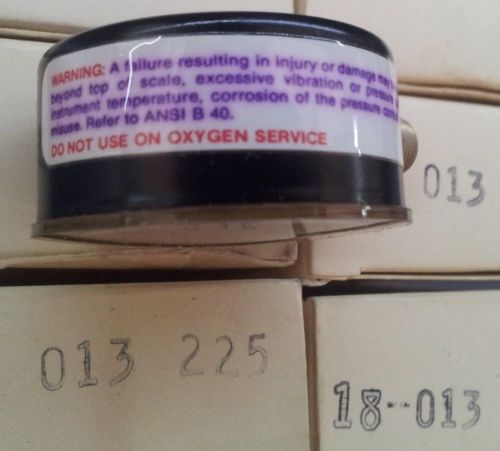 WARNING: A failure resulting in injury or damage may
beyond top of scale, excessive vibration or pressure
instrument temperature, corrosion of the pressure
misuse. Refer to ANSI B 40.
DO NOT USE ON OXYGEN SERVICE
013
013 225
18--013